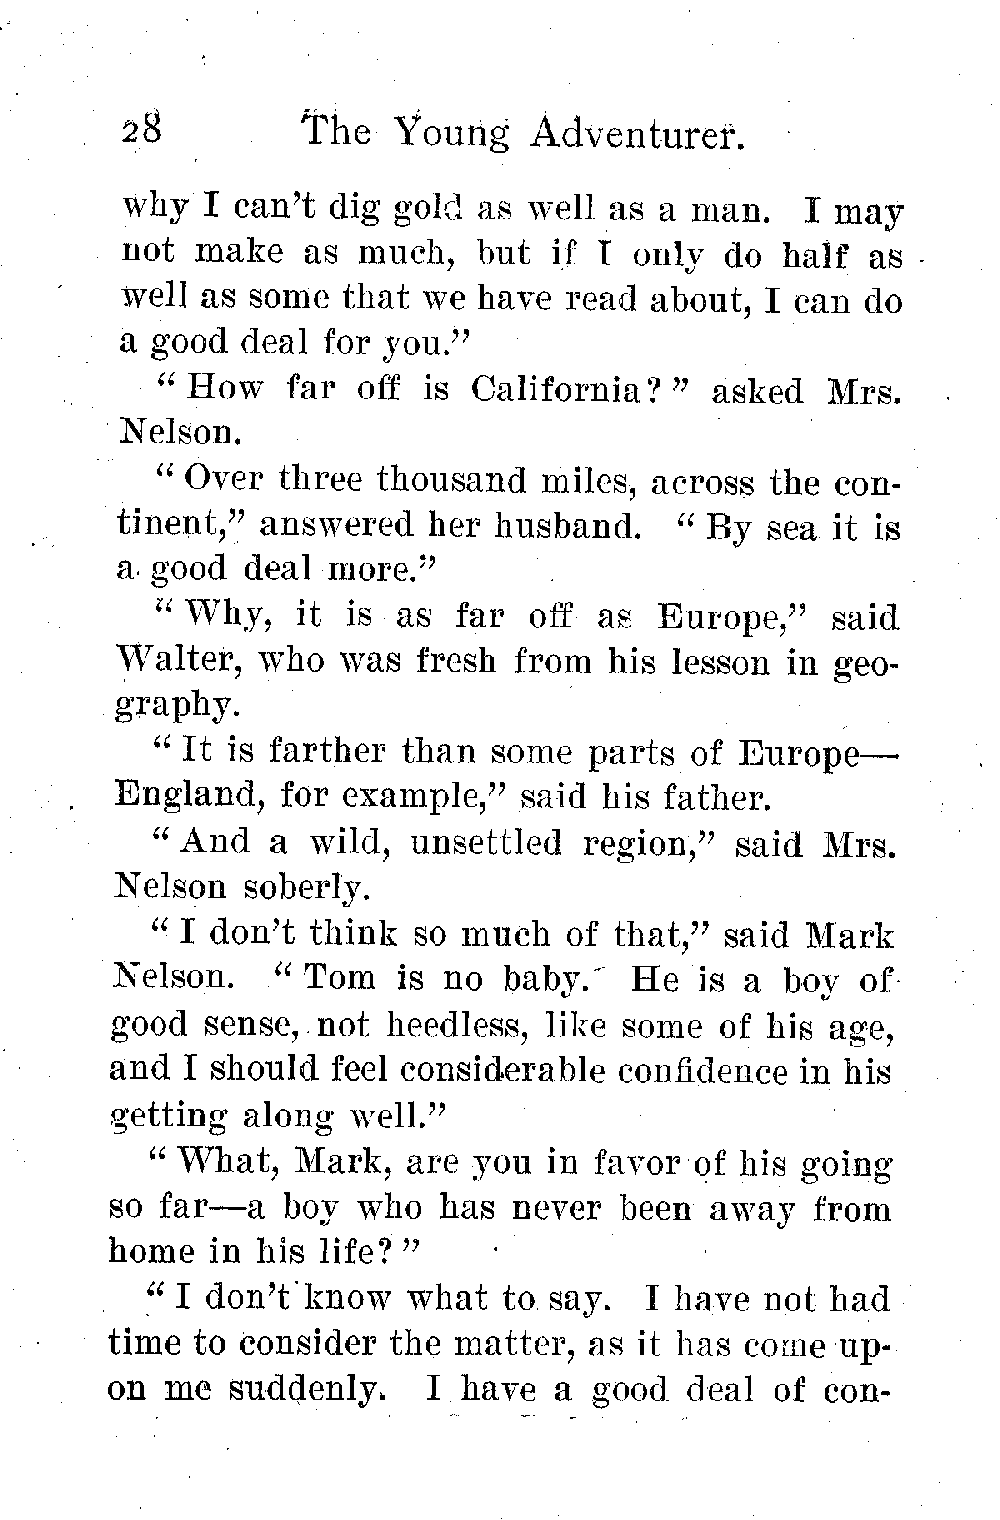 28 The Young Adventurer.
why I can't dig gold as well as a man. I may
not make as much, but if I only do half as
well as some that we have read about, I can do
a good deal for you."
"How far off is California?" asked Mrs.
Nelson.
"Over three thousand miles, across the con-
tinent," answered her husband. "By sea it is
a good deal more."
"Why, it is as far off as Europe," said
Walter, who was fresh from his lesson in geo-
graphy.
"It is farther than some parts of Europe—
England, for example," said his father.
"And a wild, unsettled region," said Mrs.
Nelson soberly.
"I don't think so much of that," said Mark
Nelson. "Tom is no baby. He is a boy of
good sense, not heedless, like some of his age,
and I should feel considerable confidence in his
getting along well."
"What, Mark, are you in favor of his going
so far—a boy who has never been away from
home in his life?"
"I don't know what to say. I have not had
time to consider the matter, as it has come up-
on me suddenly. I have a good deal of con-